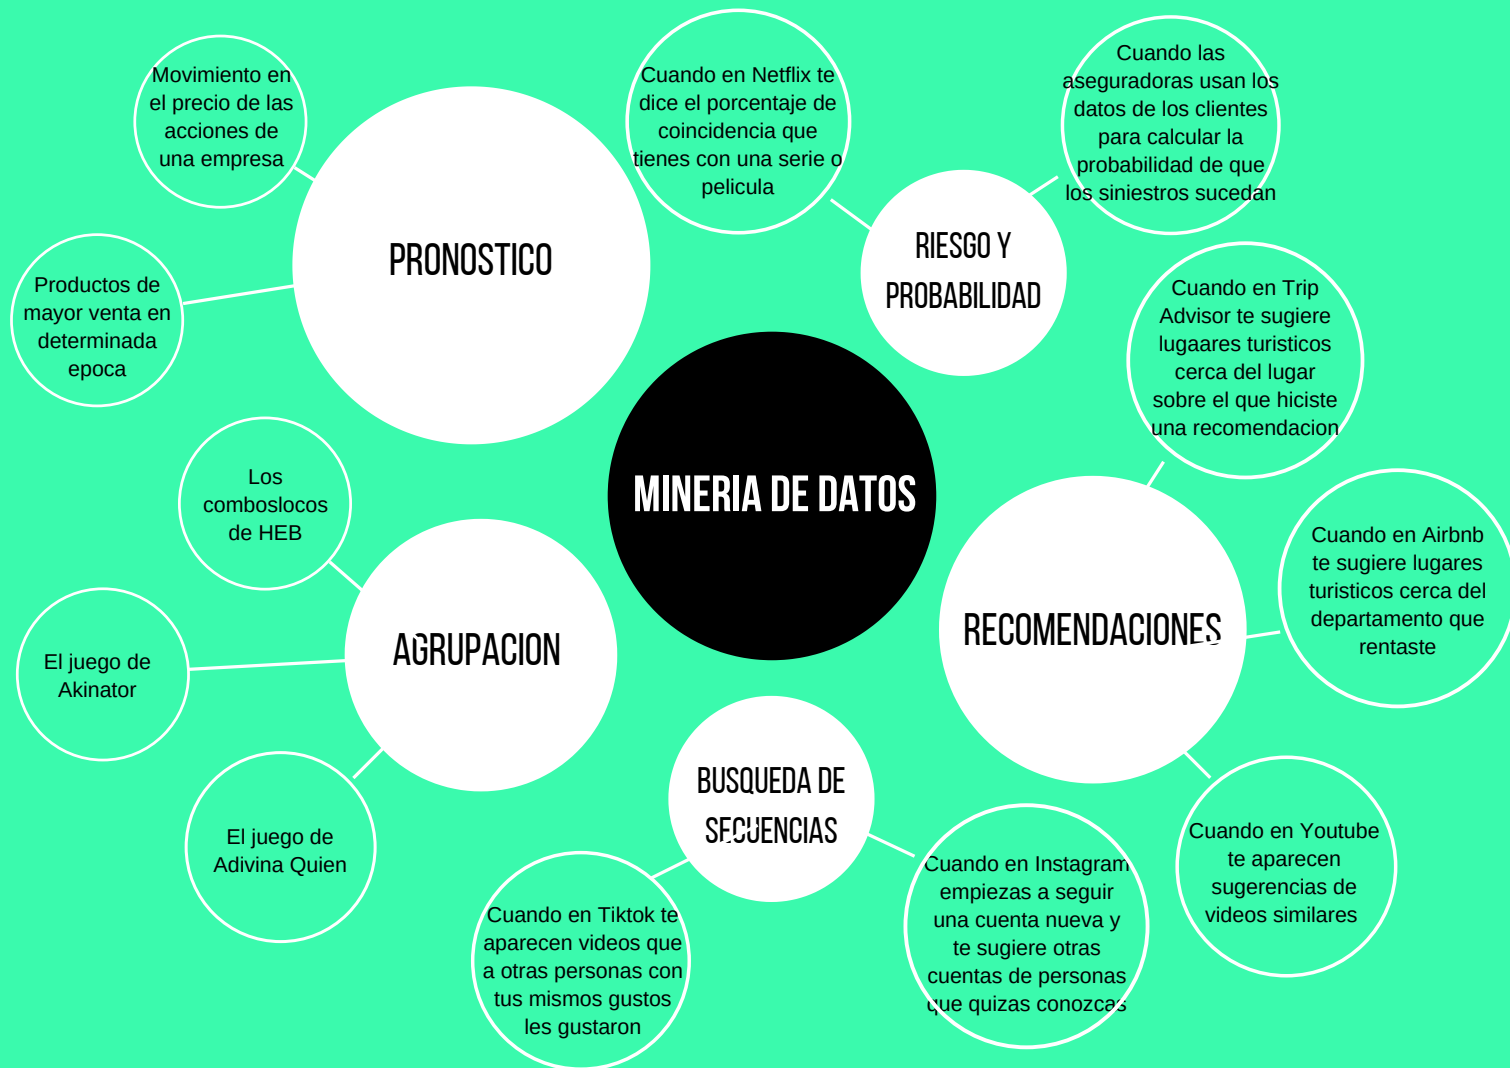 Movimiento en
el precio de las
acciones de
una empresa
Productos de
mayor venta en
determinada
epoca
PRONOSTICO
Cuando en Netflix te
dice el porcentaje de
coincidencia que
tienes con una serie o
pelicula
Cuando las
aseguradoras usan los
datos de los clientes
para calcular la
probabilidad de que
los siniestros sucedan
RIESGO Y
PROBABILIDAD
Cuando en Trip
Advisor te sugiere
lugaares turisticos
cerca del lugar
sobre el que hiciste
una recomendacion
MINERIA DE DATOS
Los
comboslocos
de HEB
El juego de
Akinator
El juego de
Adivina Quien
AGRUPACION
RECOMENDACIONES
Cuando en Airbnb
te sugiere lugares
turisticos cerca del
departamento que
rentaste
Cuando en Youtube
te aparecen
sugerencias de
videos similares
BUSQUEDA DE
SECUENCIAS
Cuando en Tiktok te
aparecen videos que
a otras personas con
tus mismos gustos
les gustaron
Cuando en Instagram
empiezas a seguir
una cuenta nueva y
te sugiere otras
cuentas de personas
que quizas conozcas